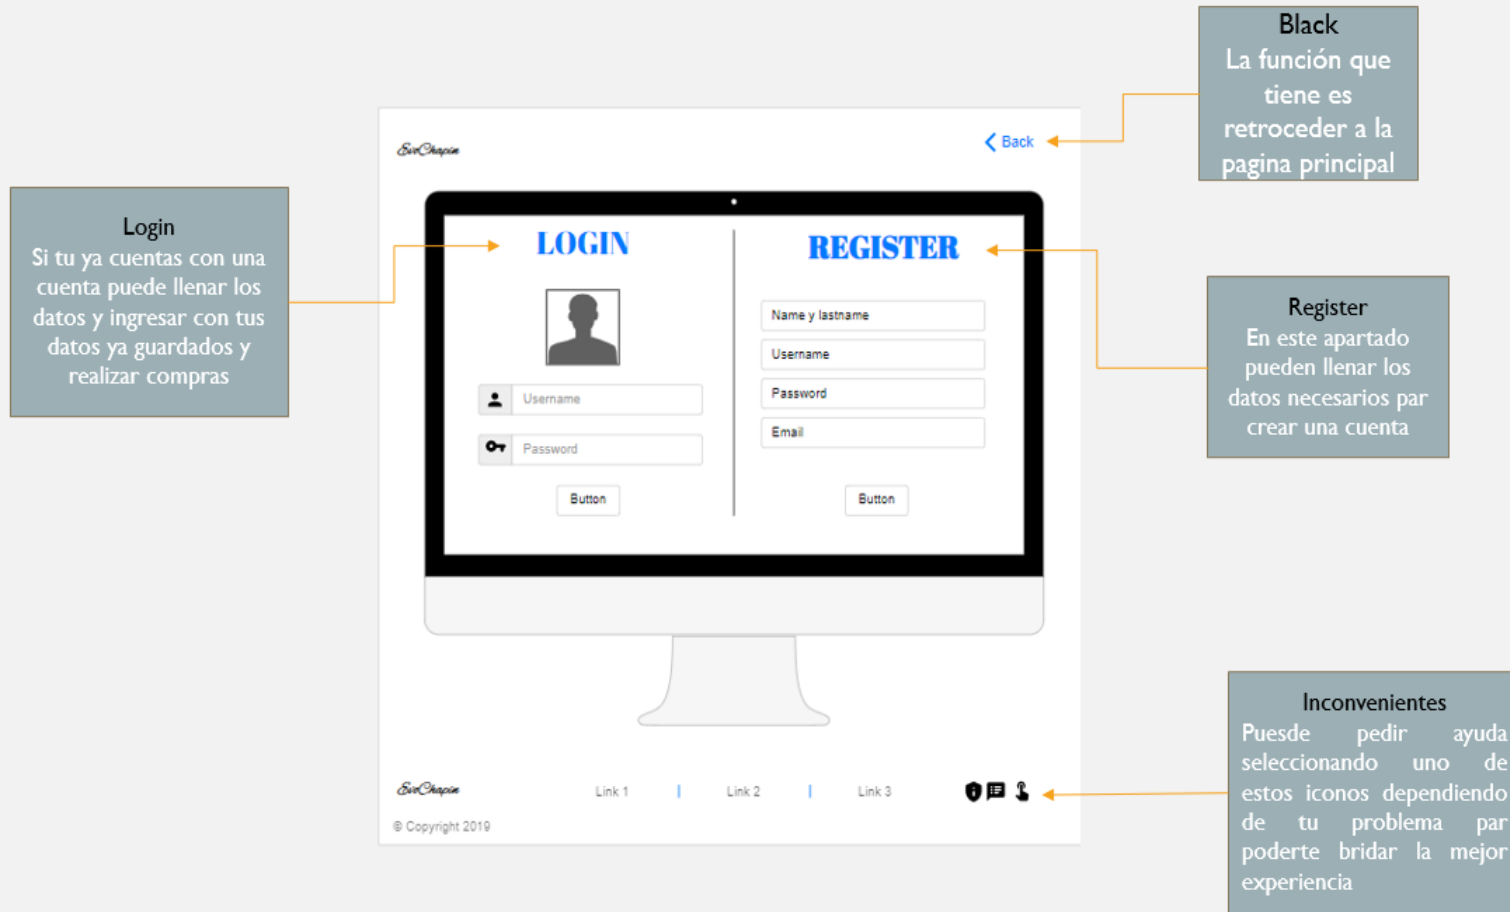 Black
La función que
tiene es
retroceder a la
pagina principal
EvoChapin
Back
Login
Si tu ya cuentas con una
cuenta puede llenar los
datos y ingresar con tus
datos ya guardados y
realizar compras
LOGIN
Username
Password
Button
REGISTER
Name y lastname
Username
Password
Email
Button
Register
En este apartado
pueden llenar los
datos necesarios par
crear una cuenta
Inconvenientes
Puesde pedir ayuda
seleccionando uno de
estos iconos dependiendo
de tu problema par
poderte bridar la mejor
experiencia
EvoChapin
Link 1 | Link 2 | Link 3
© Copyright 2019